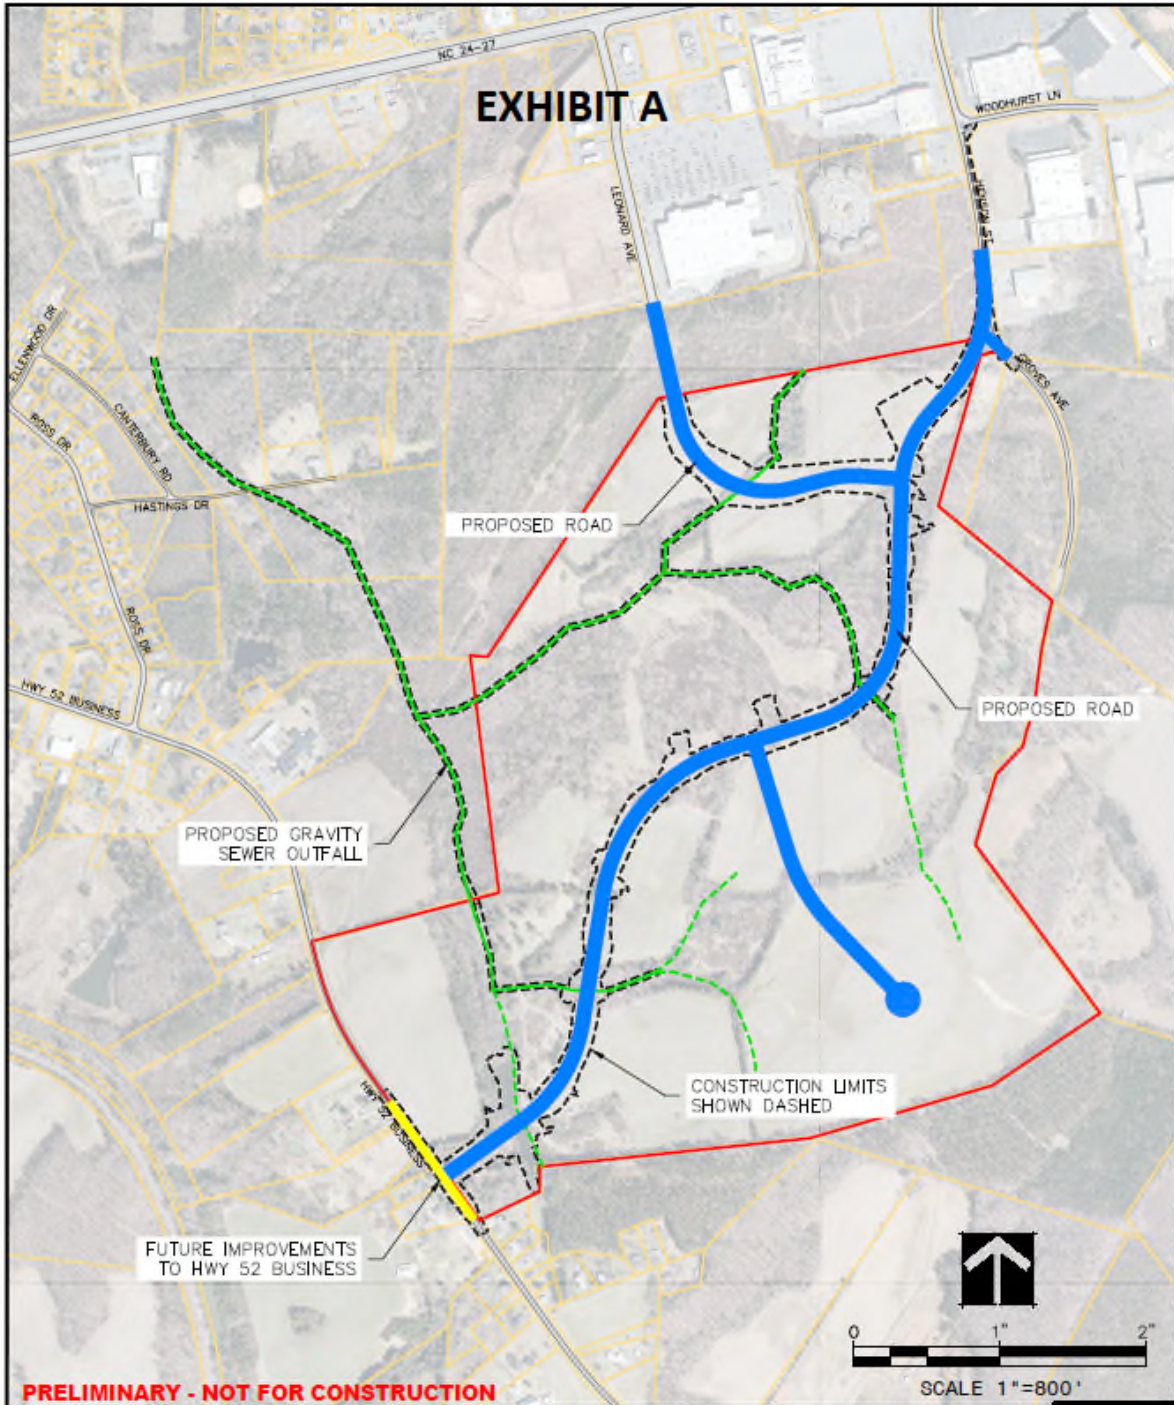 NC 24-27
EXHIBIT A
WOODHURST LN
LEONARD AVE
ELLENWOOD DR
ROSS DR
CANTERBURY RD
HASTINGS DR
GROVES AVE
PROPOSED ROAD
ROSS DR
HWY 52 BUSINESS
PROPOSED ROAD
PROPOSED GRAVITY
SEWER OUTFALL
CONSTRUCTION LIMITS
SHOWN DASHED
HWY 52 BUSINESS
FUTURE IMPROVEMENTS
TO HWY 52 BUSINESS
0 1" 2"
SCALE 1"=800'
PRELIMINARY - NOT FOR CONSTRUCTION